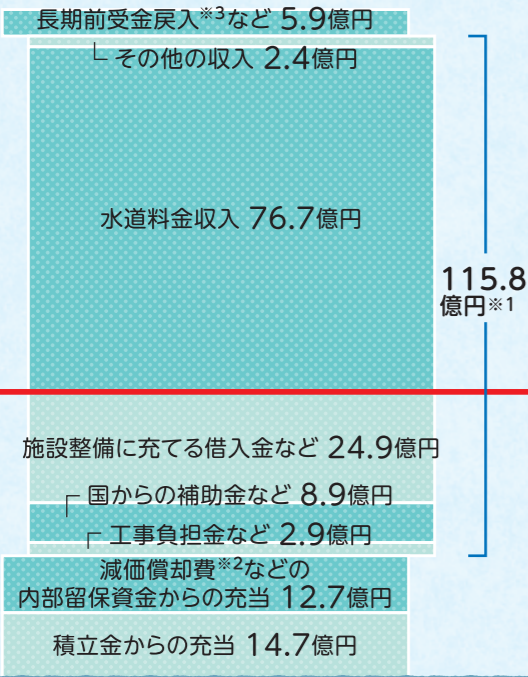 長期前受金戻入※3など 5.9億円
その他の収入 2.4億円
水道料金収入 76.7億円
115.8
億円※1
施設整備に充てる借入金など 24.9億円
国からの補助金など 8.9億円
工事負担金など 2.9億円
減価償却費※2などの
内部留保資金からの充当 12.7億円
積立金からの充当 14.7億円